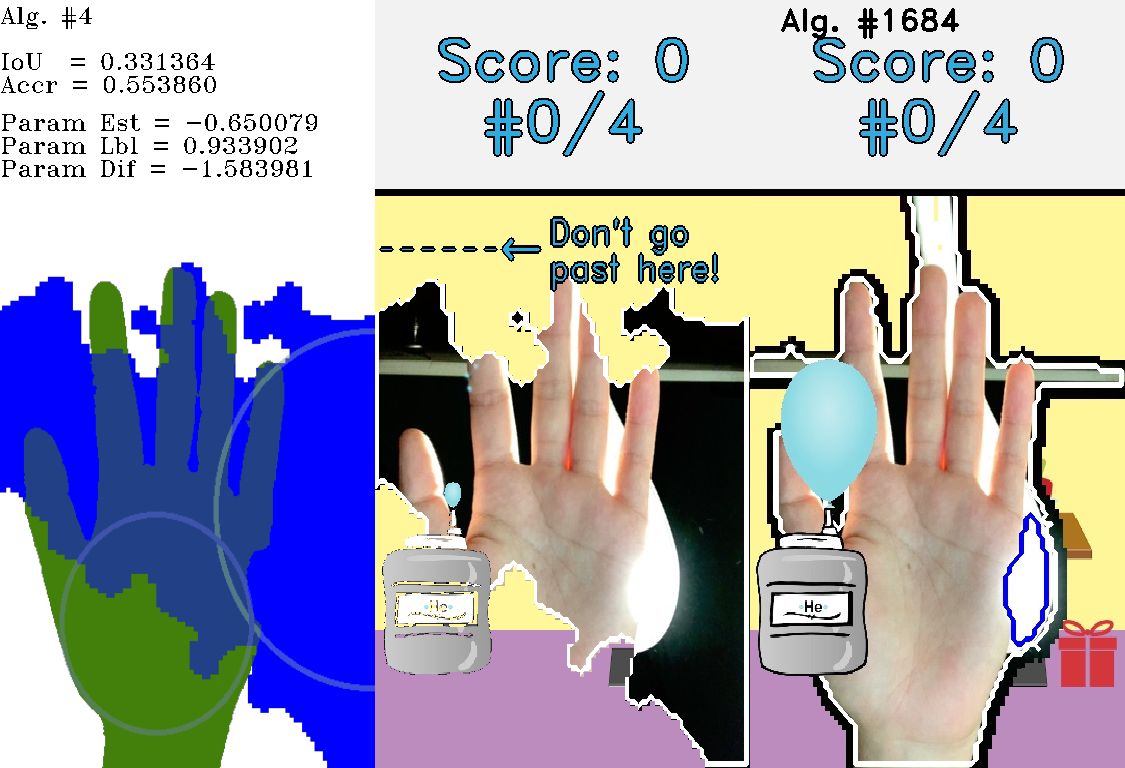 Alg. #4
IoU = 0.331364
Accr = 0.553860
Param Est = −0.650079
Param Lbl = 0.933902
Param Dif = −1.583981
Score: 0
#0/4
Don't go
past here!
He
Alg. #1684
Score: 0
#0/4
He